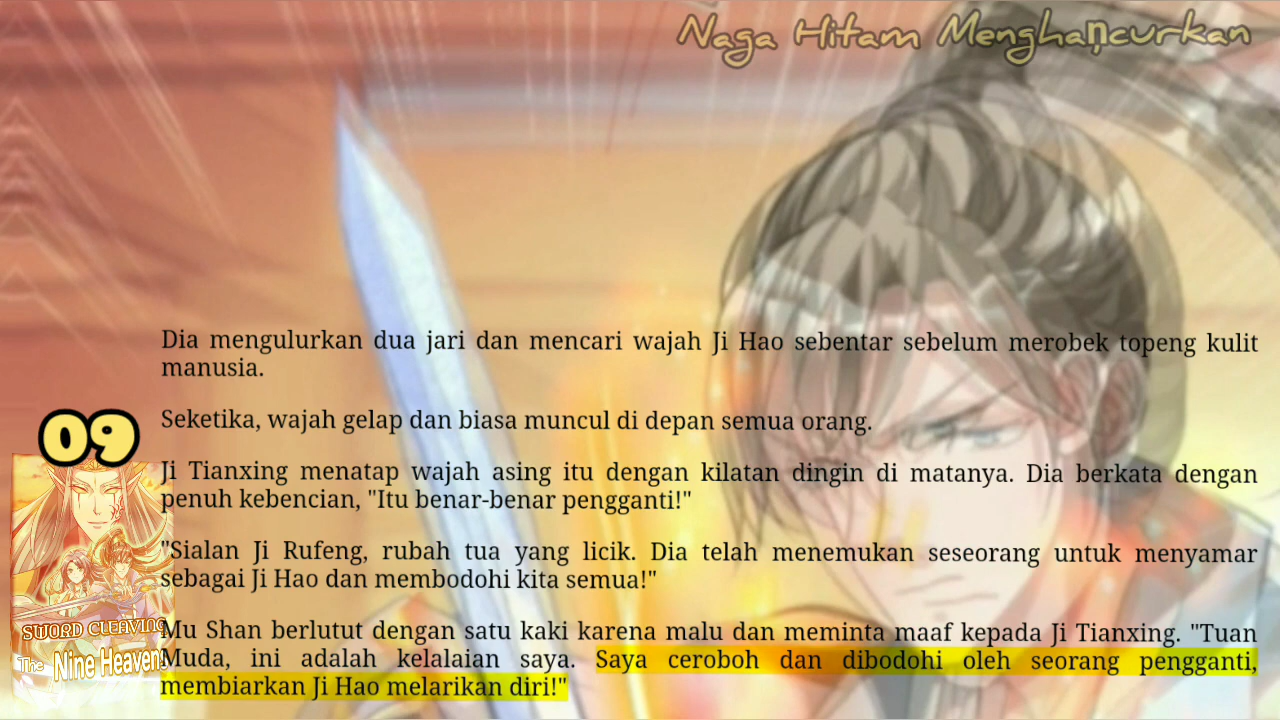 Naga Hitam Menghaṇcurkan
Dia mengulurkan dua jari dan mencari wajah Ji Hao sebentar sebelum merobek topeng kulit
manusia.
Seketika, wajah gelap dan biasa muncul di depan semua orang.
09
Ji Tianxing menatap wajah asing itu dengan kilatan dingin di matanya. Dia berkata dengan
penuh kebencian, "Itu benar-benar pengganti!"
"Sialan Ji Rufeng, rubah tua yang licik. Dia telah menemukan seseorang untuk menyamar
sebagai Ji Hao dan membodohi kita semua!"
Mu Shan berlutut dengan satu kaki karena malu dan meminta maaf kepada Ji Tianxing. "Tuan
Muda, ini adalah kelalaian saya. Saya ceroboh dan dibodohi oleh seorang pengganti,
membiarkan Ji Hao melarikan diri!"
SWORD CLEAVING
The Nine Heavens